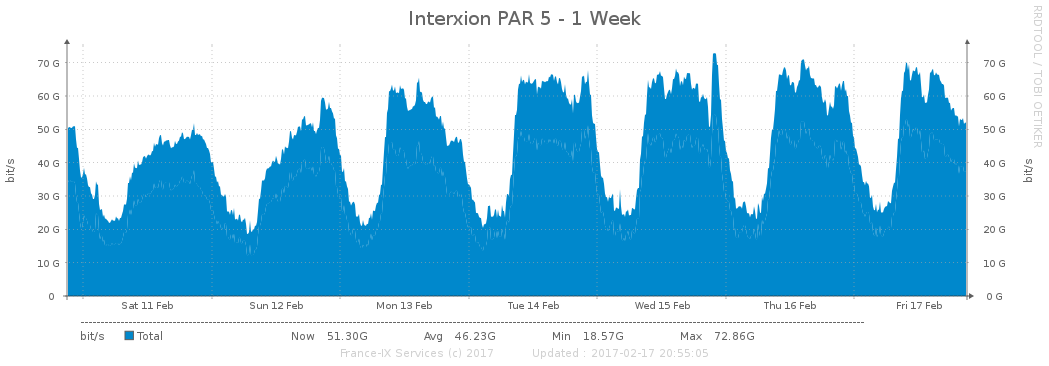 Interxion PAR 5 - 1 Week
RRDTOOL / TOBI OETIKER
bit/s
70 G 70 G
60 G 60 G
50 G 50 G
40 G 40 G
30 G 30 G
20 G 20 G
10 G 10 G
0 0 G
bit/s
Sat 11 Feb Sun 12 Feb Mon 13 Feb Tue 14 Feb Wed 15 Feb Thu 16 Feb Fri 17 Feb
bit/s Total Now 51.30G Avg 46.23G Min 18.57G Max 72.86G
France-IX Services (c) 2017 Updated : 2017-02-17 20:55:05